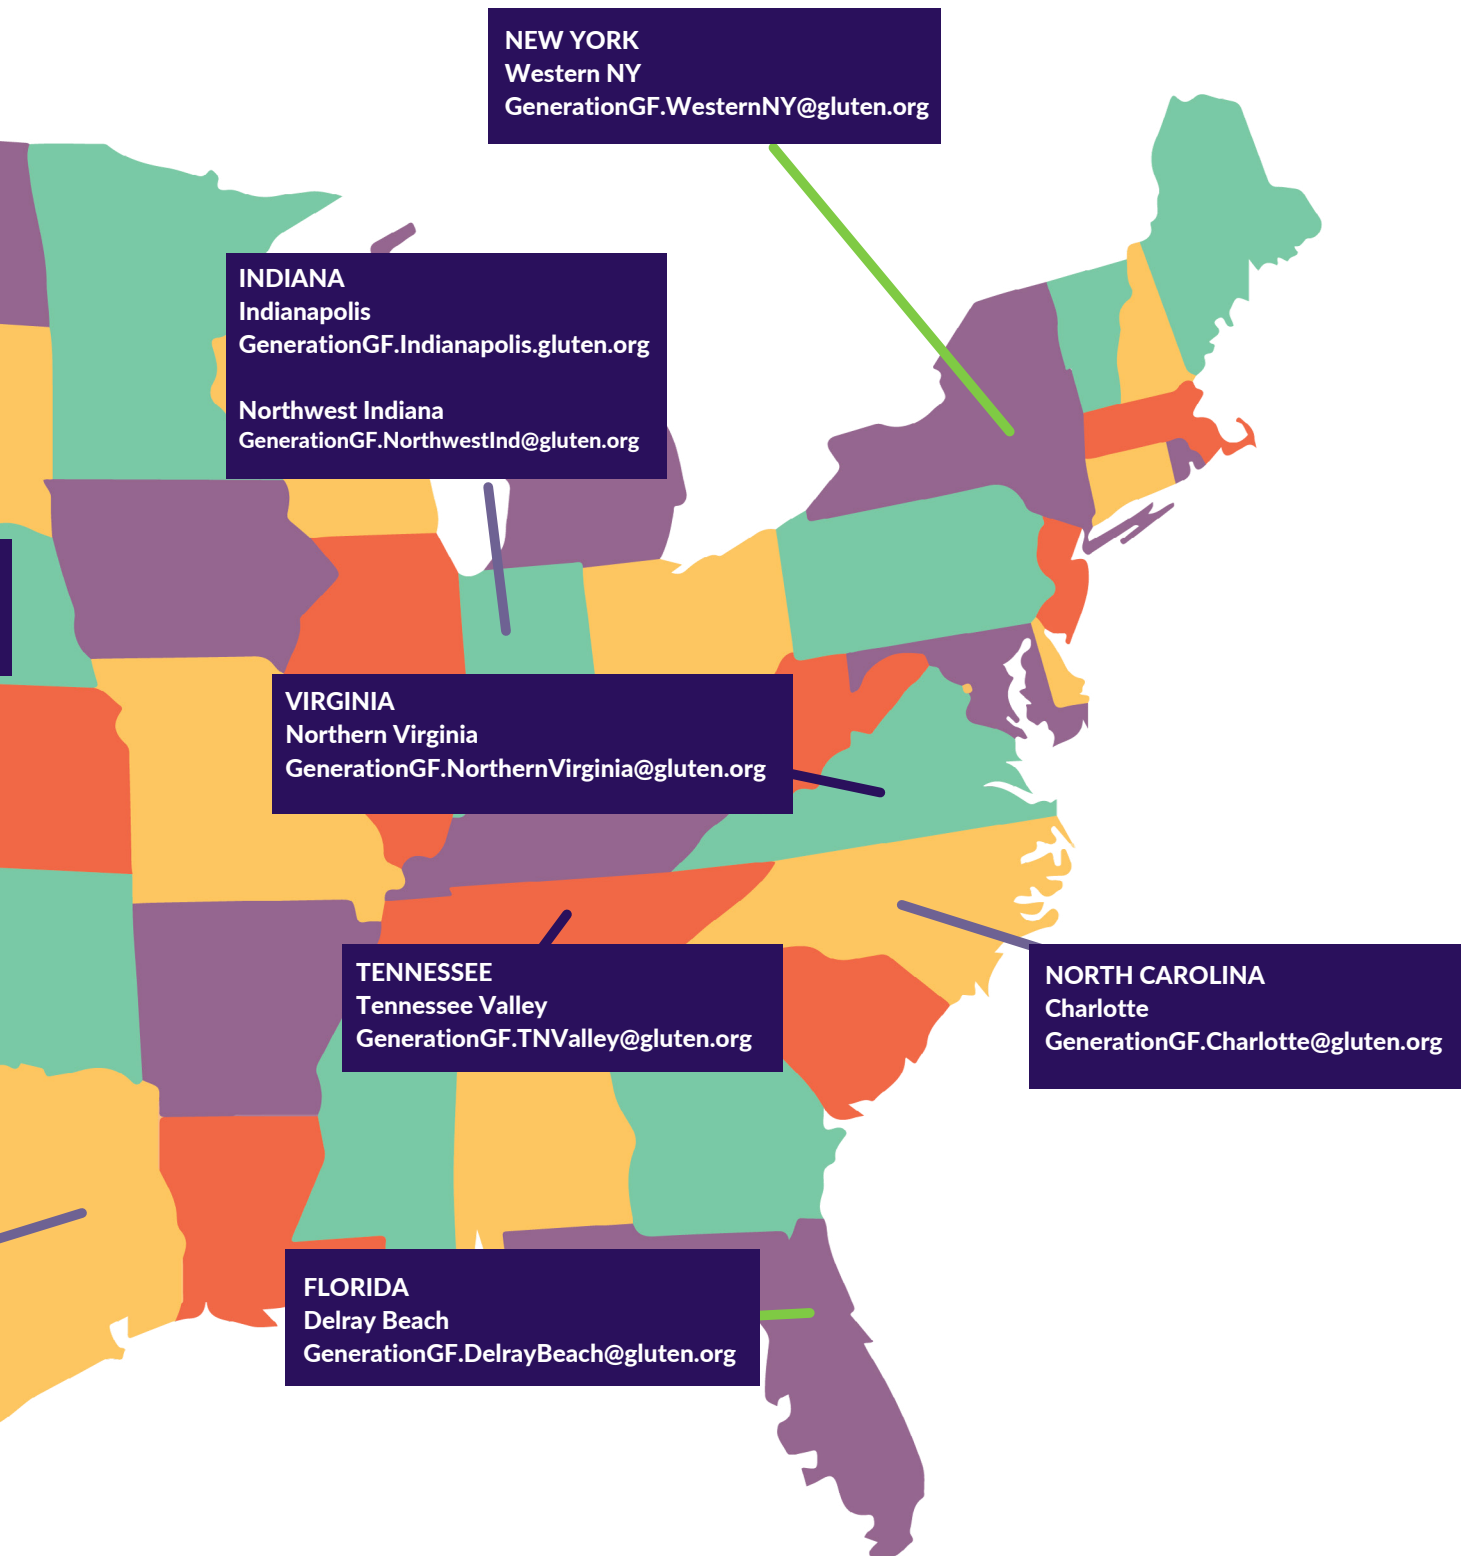 NEW YORK
Western NY
GenerationGF.WesternNY@gluten.org
INDIANA
Indianapolis
GenerationGF.Indianapolis.gluten.org
Northwest Indiana
GenerationGF.NorthwestInd@gluten.org
VIRGINIA
Northern Virginia
GenerationGF.NorthernVirginia@gluten.org
TENNESSEE
Tennessee Valley
GenerationGF.TNValley@gluten.org
NORTH CAROLINA
Charlotte
GenerationGF.Charlotte@gluten.org
FLORIDA
Delray Beach
GenerationGF.DelrayBeach@gluten.org